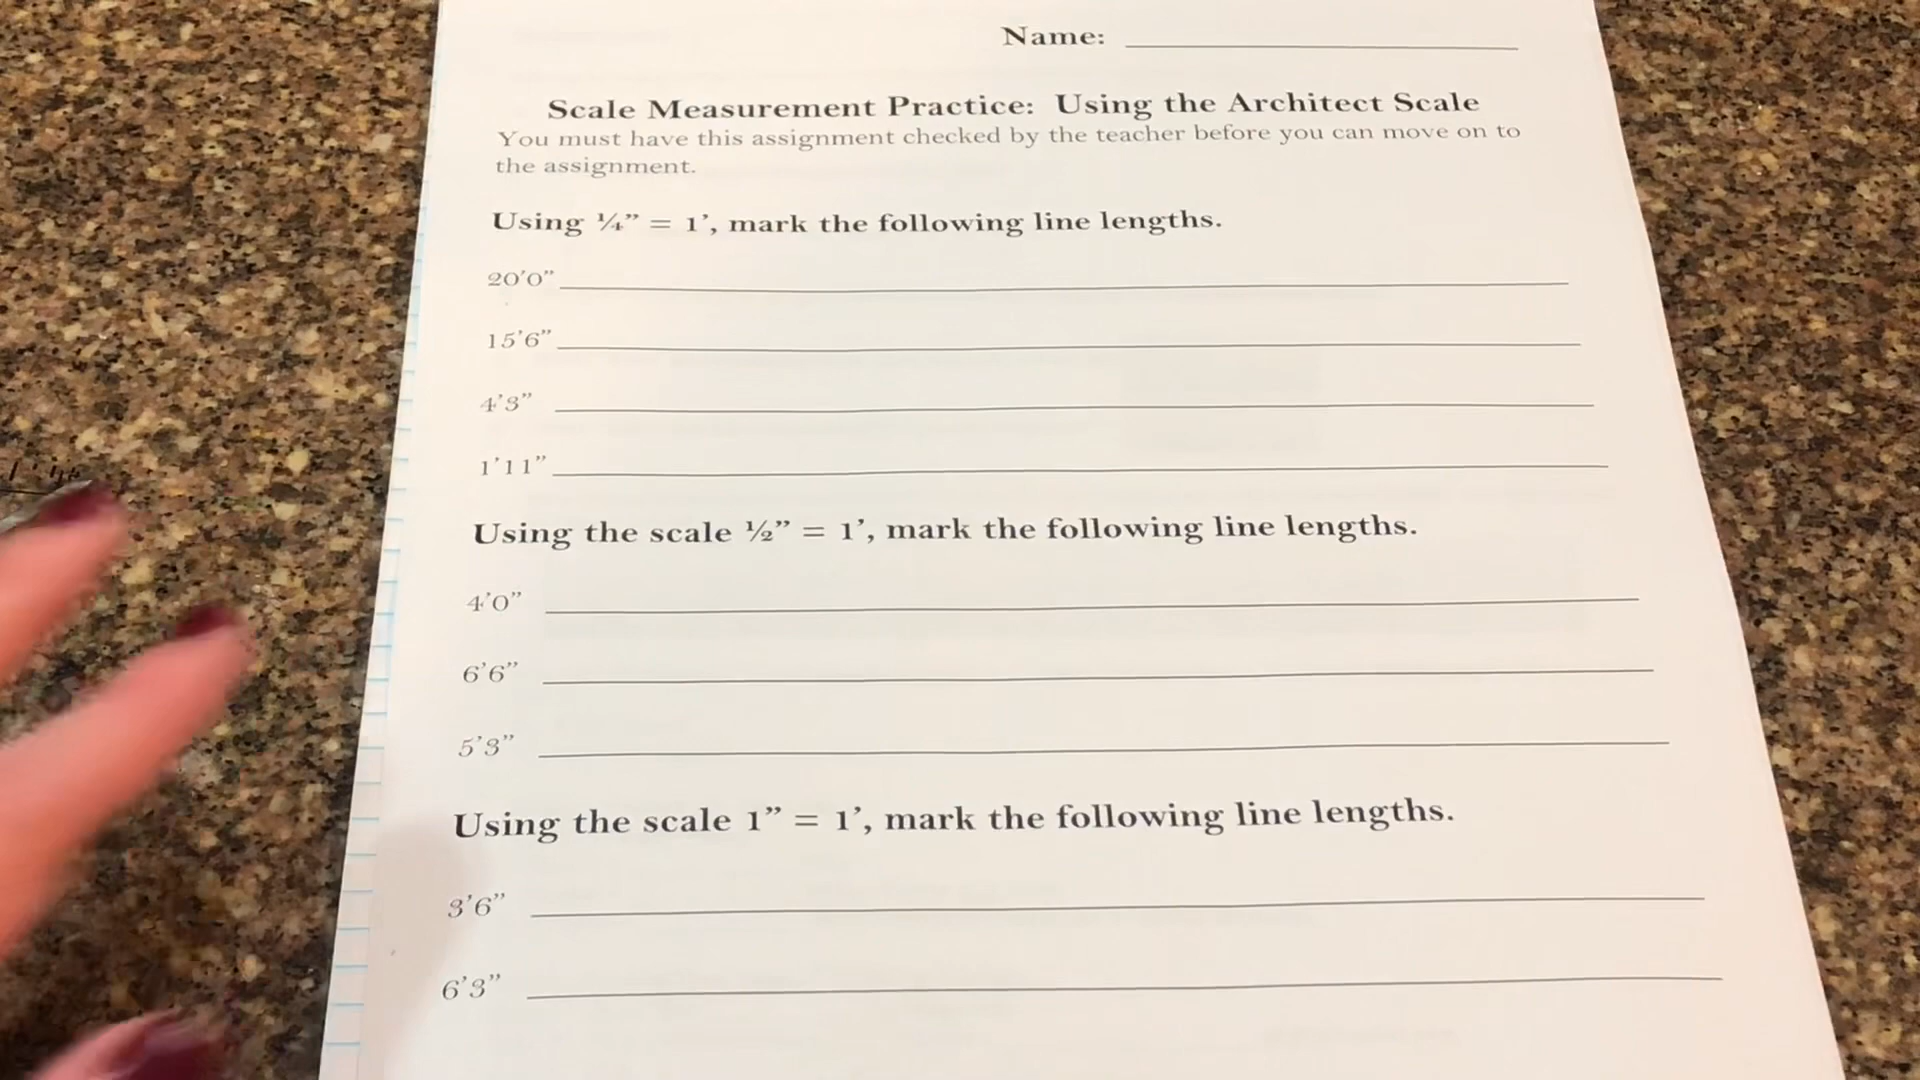 Name:
Scale Measurement Practice: Using the Architect Scale
You must have this assignment checked by the teacher before you can move on to
the assignment.
Using ¼” = 1’, mark the following line lengths.
20’0”
15’6”
4’3”
1’11”
Using the scale ½” = 1’, mark the following line lengths.
4’0”
6’6”
5’3”
Using the scale 1” = 1’, mark the following line lengths.
3’6”
6’3”